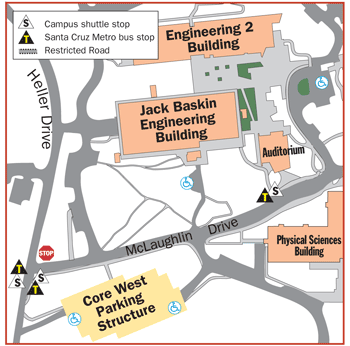 S Campus shuttle stop
T Santa Cruz Metro bus stop
Restricted Road
Engineering 2
Building
Heller Drive
Jack Baskin
Engineering
Building
Auditorium
T S
McLaughlin Drive
Physical Sciences
Building
STOP
T
S T
S
Core West
Parking
Structure